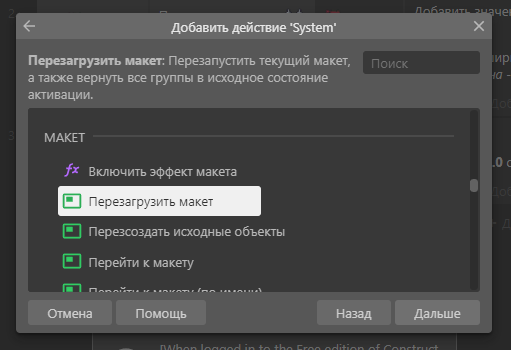 Добавить значен
Добавить действие 'System'
Перезагрузить макет: Перезапустить текущий макет,
а также вернуть все группы в исходное состояние
активации.
Поиск
МАКЕТ
fx Включить эффект макета
Перезагрузить макет
Перезсоздать исходные объекты
Перейти к макету
Перейти к макету (по имени)
Отмена Помощь Назад Дальше
When logged in to the Free edition of Construct